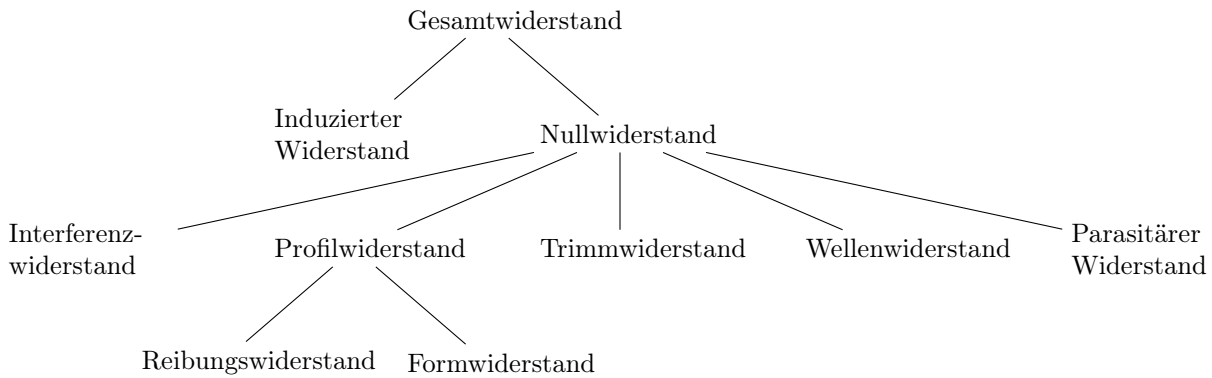 Gesamtwiderstand
Induzierter
Widerstand
Nullwiderstand
Interferenz-
widerstand
Profilwiderstand
Trimmwiderstand
Wellenwiderstand
Parasitärer
Widerstand
Reibungswiderstand
Formwiderstand